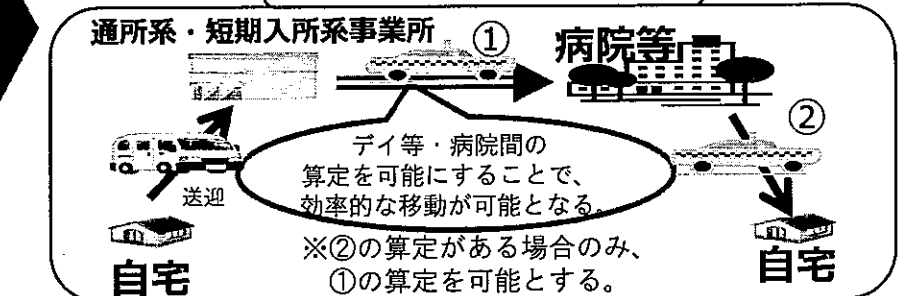 通所系・短期入所系事業所
①
病院等
②
デイ等・病院間の
算定を可能にすることで、
効率的な移動が可能となる。
送迎
※②の算定がある場合のみ、
①の算定を可能とする。
自宅
自宅